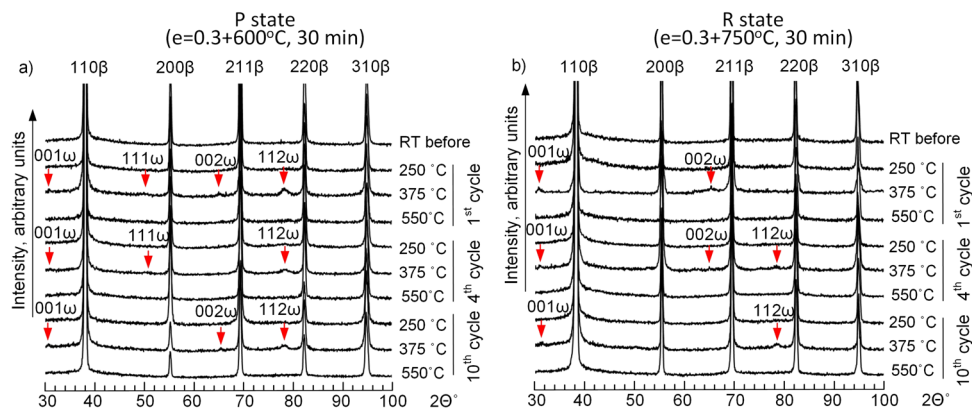 P state
(e=0.3+600°C, 30 min)
a)
110β 200β 211β 220β 310β
Intensity, arbitrary units
RT before
250 °C
001ω 111ω 002ω 112ω
375 °C
550°C
1st cycle
250 °C
001ω 111ω 112ω
375 °C
550°C
4th cycle
250 °C
001ω 002ω 112ω
375 °C
550°C
10th cycle
30 40 50 60 70 80 90 100 2Θ°
R state
(e=0.3+750°C, 30 min)
b)
110β 200β 211β 220β 310β
Intensity, arbitrary units
RT before
250 °C
001ω 002ω
375 °C
550°C
1st cycle
250 °C
001ω 002ω 112ω
375 °C
550°C
4th cycle
250 °C
001ω 112ω
375 °C
550°C
10th cycle
30 40 50 60 70 80 90 100 2Θ°